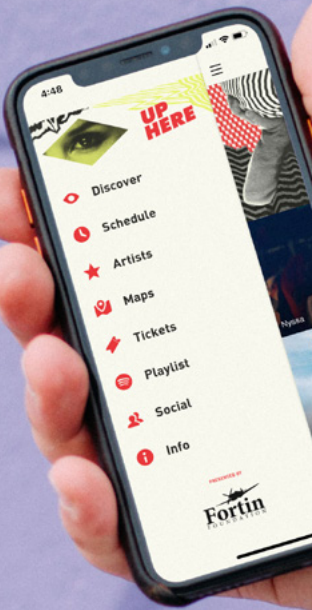 4:48
UP
HERE
Discover
Schedule
Artists
Maps
Tickets
Playlist
Social
Info
Nyssa
PRESENTED BY
Fortin
FOUNDATION